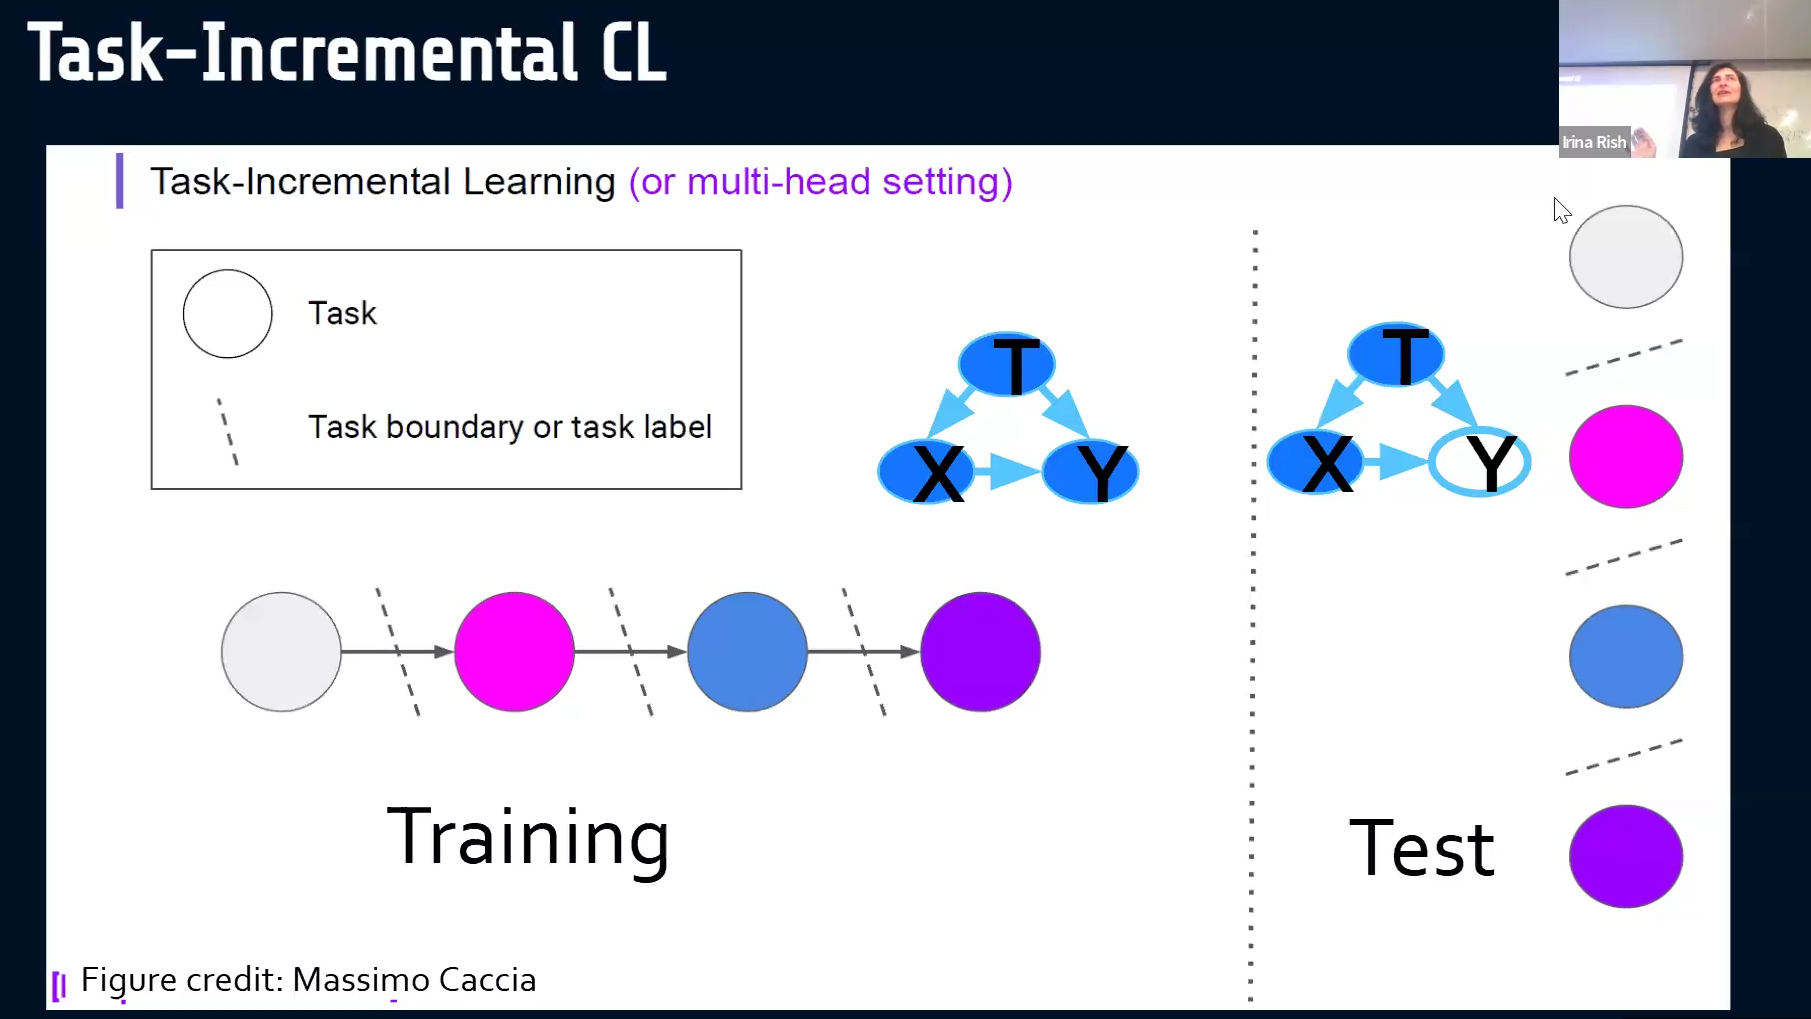 Task-Incremental CL
Irina Rish
Task-Incremental Learning (or multi-head setting)
Task
Task boundary or task label
T
X
Y
T
X
Y
Training
Test
Figure credit: Massimo Caccia